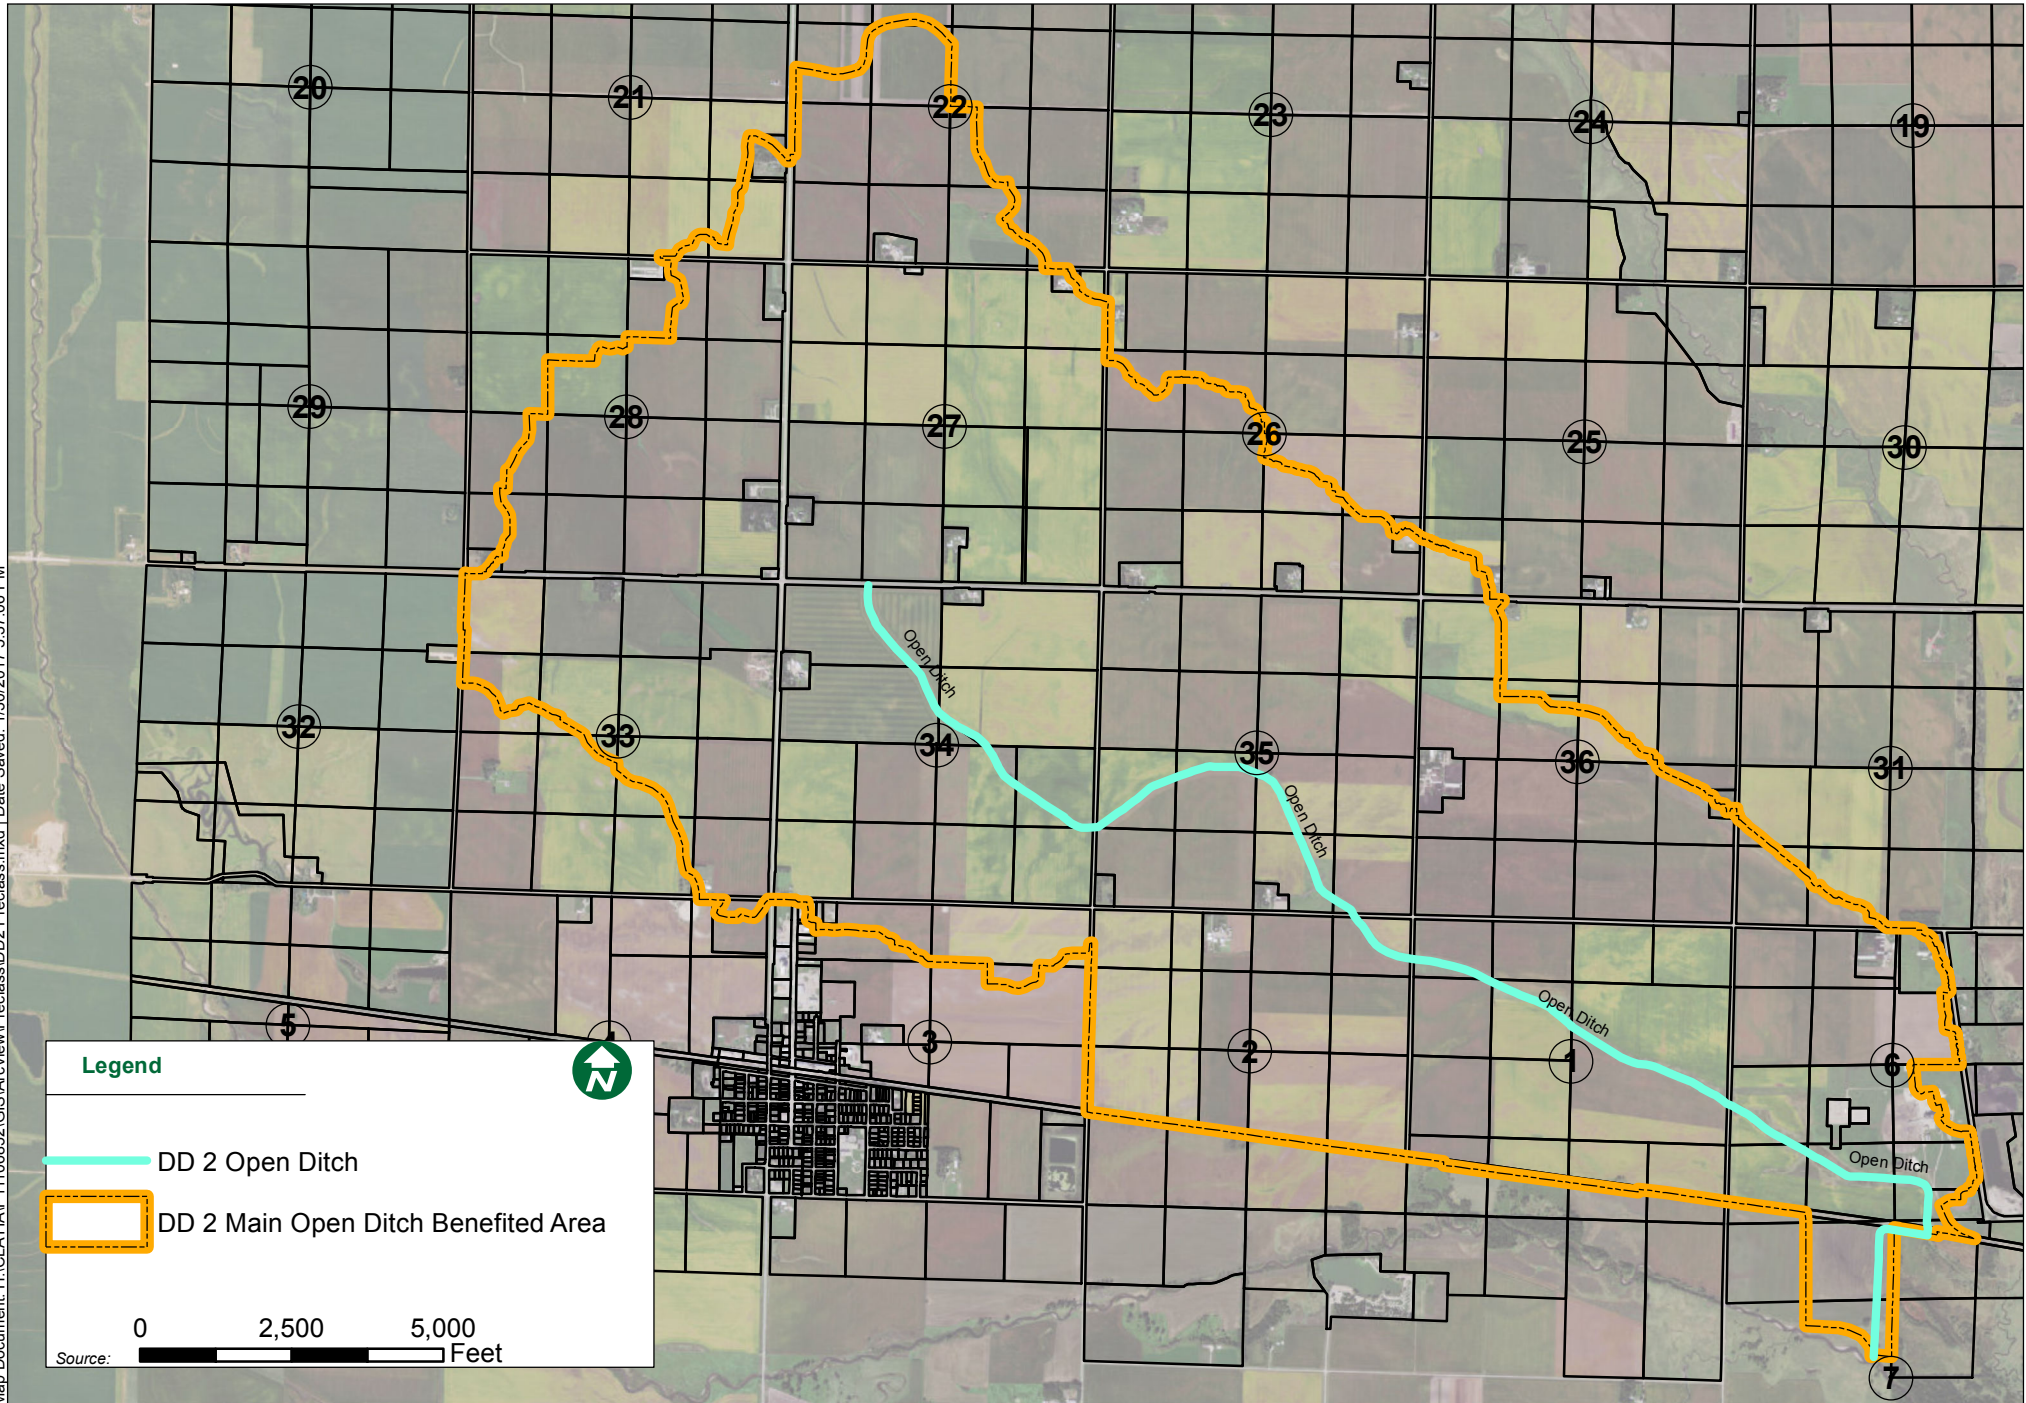 20
21
22
23
24
19
29
28
27
26
25
30
32
33
34
35
36
31
5
3
2
1
6
7
Open Ditch
Open Ditch
Open Ditch
Open Ditch
Legend
N
DD 2 Open Ditch
DD 2 Main Open Ditch Benefited Area
0 2,500 5,000
Feet
Source: